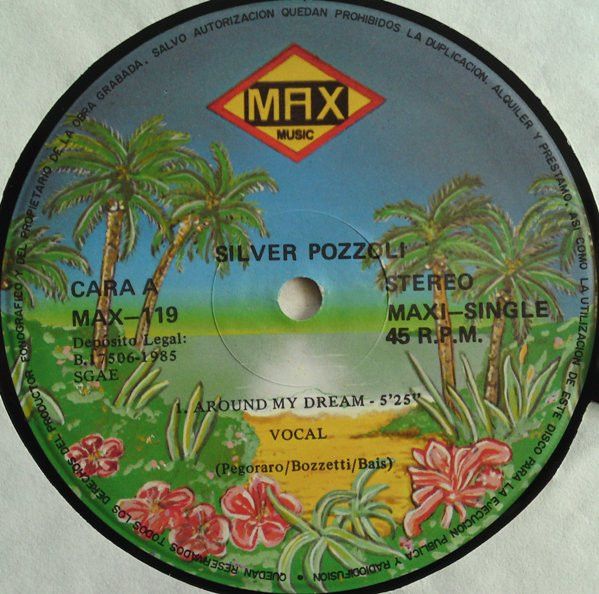 QUEDAN RESERVADOS TODOS LOS DERECHOS DEL PRODUCTOR FONOGRAFICO Y DEL PROPIETARIO DE LA OBRA GRABADA. SALVO AUTORIZACION QUEDAN PROHIBIDOS LA DUPLICACION, ALQUILER Y PRESTAMO, ASI COMO LA UTILIZACION DE ESTE DISCO PARA LA EJECUCION PUBLICA Y RADIODIFUSION •
MAX
MUSIC
SILVER POZZOLI
CARA A
MAX—119
Depósito Legal:
B.17506-1985
SGAE
STEREO
MAXI—SINGLE
45 R.P.M.
1. AROUND MY DREAM - 5'25"
VOCAL
(Pegoraro/Bozzetti/Bais)